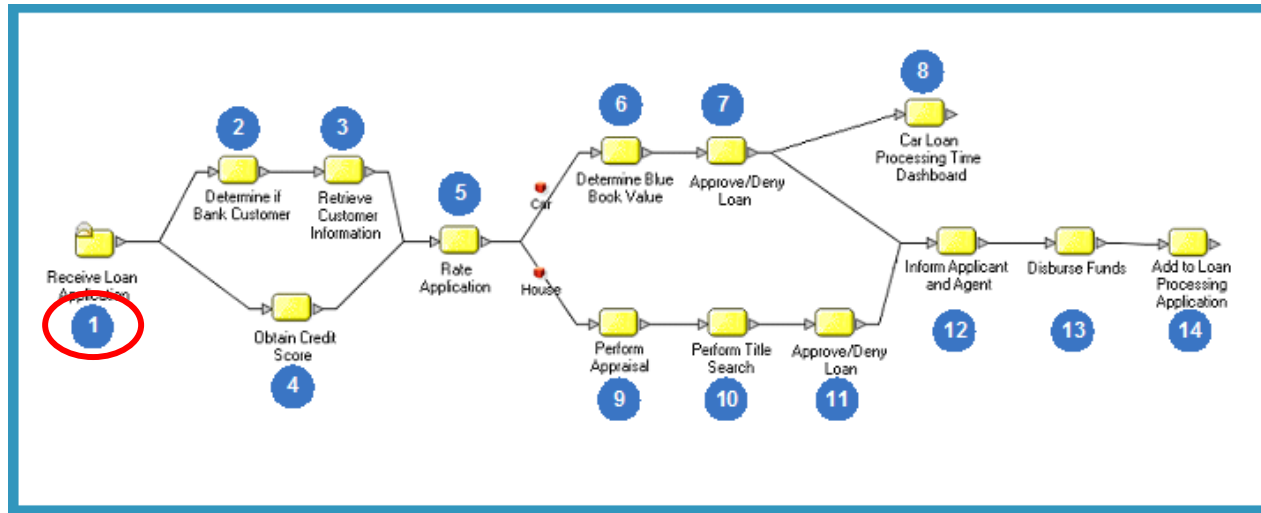 1
Receive Loan
Application
2
Determine if
Bank Customer
3
Retrieve
Customer
Information
4
Obtain Credit
Score
5
Rate
Application
Car
House
6
Determine Blue
Book Value
7
Approve/Deny
Loan
8
Car Loan
Processing Time
Dashboard
9
Perform
Appraisal
10
Perform Title
Search
11
Approve/Deny
Loan
12
Inform Applicant
and Agent
13
Disburse Funds
14
Add to Loan
Processing
Application